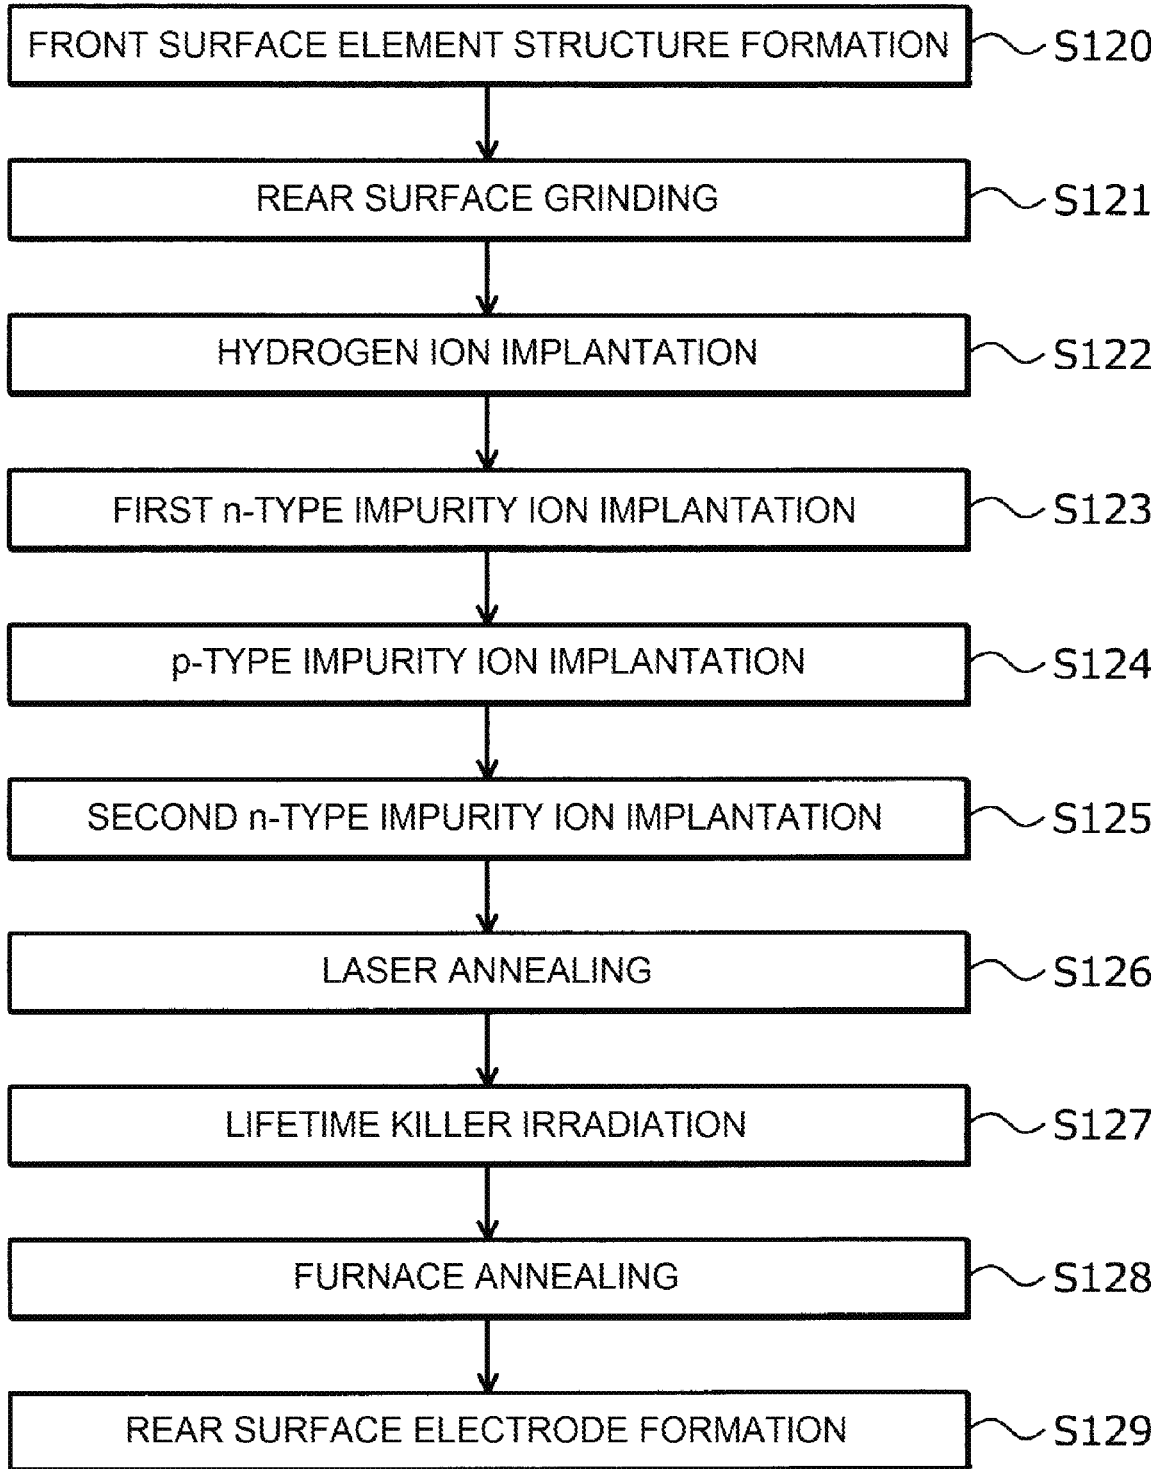 FRONT SURFACE ELEMENT STRUCTURE FORMATION S120
REAR SURFACE GRINDING S121
HYDROGEN ION IMPLANTATION S122
FIRST n-TYPE IMPURITY ION IMPLANTATION S123
p-TYPE IMPURITY ION IMPLANTATION S124
SECOND n-TYPE IMPURITY ION IMPLANTATION S125
LASER ANNEALING S126
LIFETIME KILLER IRRADIATION S127
FURNACE ANNEALING S128
REAR SURFACE ELECTRODE FORMATION S129